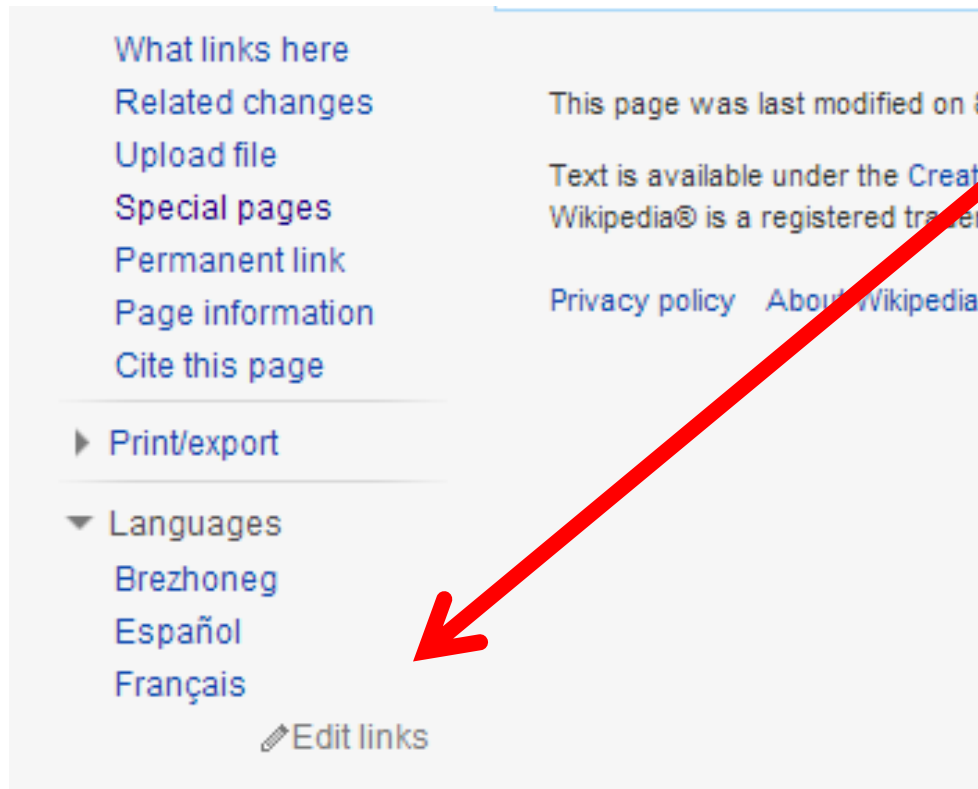 What links here
Related changes
Upload file
Special pages
Permanent link
Page information
Cite this page
Print/export
Languages
Brezhoneg
Español
Français
Edit links
This page was last modified on
Text is available under the
Wikipedia® is a registered
Privacy policy About Wikipedia